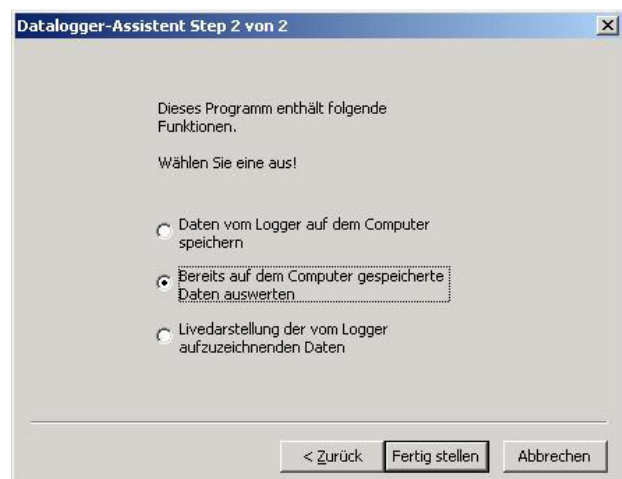 Datalogger-Assistent Step 2 von 2
Dieses Programm enthält folgende
Funktionen.
Wählen Sie eine aus!
Daten vom Logger auf dem Computer
speichern
Bereits auf dem Computer gespeicherte
Daten auswerten
Livedarstellung der vom Logger
aufzuzeichnenden Daten
< Zurück
Fertig stellen
Abbrechen